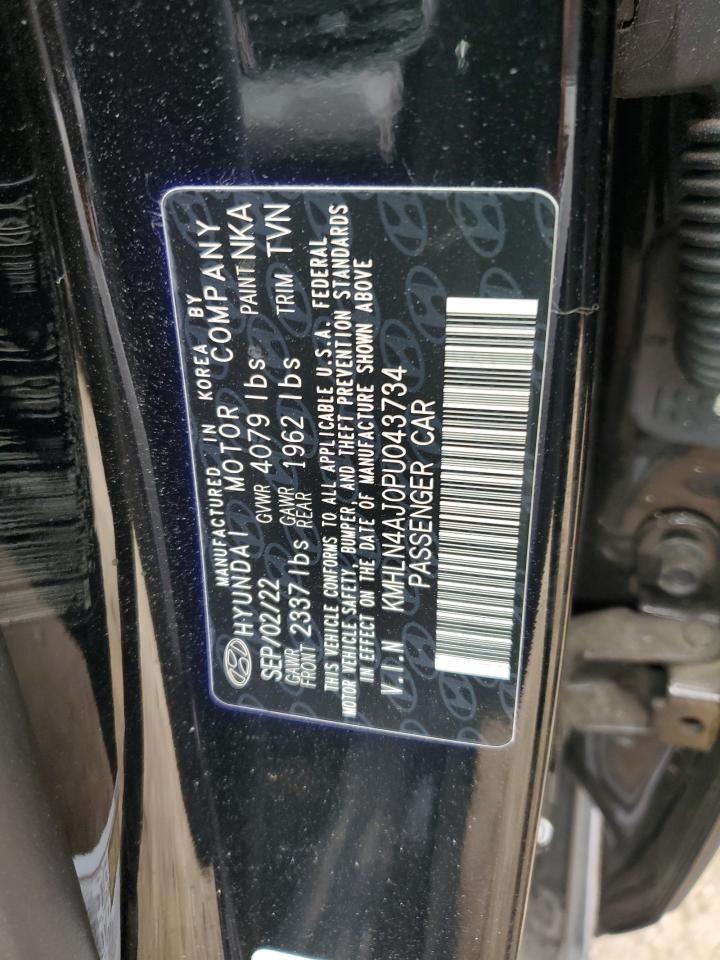 MANUFACTURED IN KOREA BY
HYUNDAI MOTOR COMPANY
SEP/02/22 GVWR 4079 lbs PAINT NKA
GAWR FRONT 2337 lbs GAWR REAR 1962 lbs TRIM TVN
THIS VEHICLE CONFORMS TO ALL APPLICABLE U.S.A. FEDERAL
MOTOR VEHICLE SAFETY, BUMPER, AND THEFT PREVENTION STANDARDS
IN EFFECT ON THE DATE OF MANUFACTURE SHOWN ABOVE
V.I.N KMHLN4AJ0PU043734
PASSENGER CAR